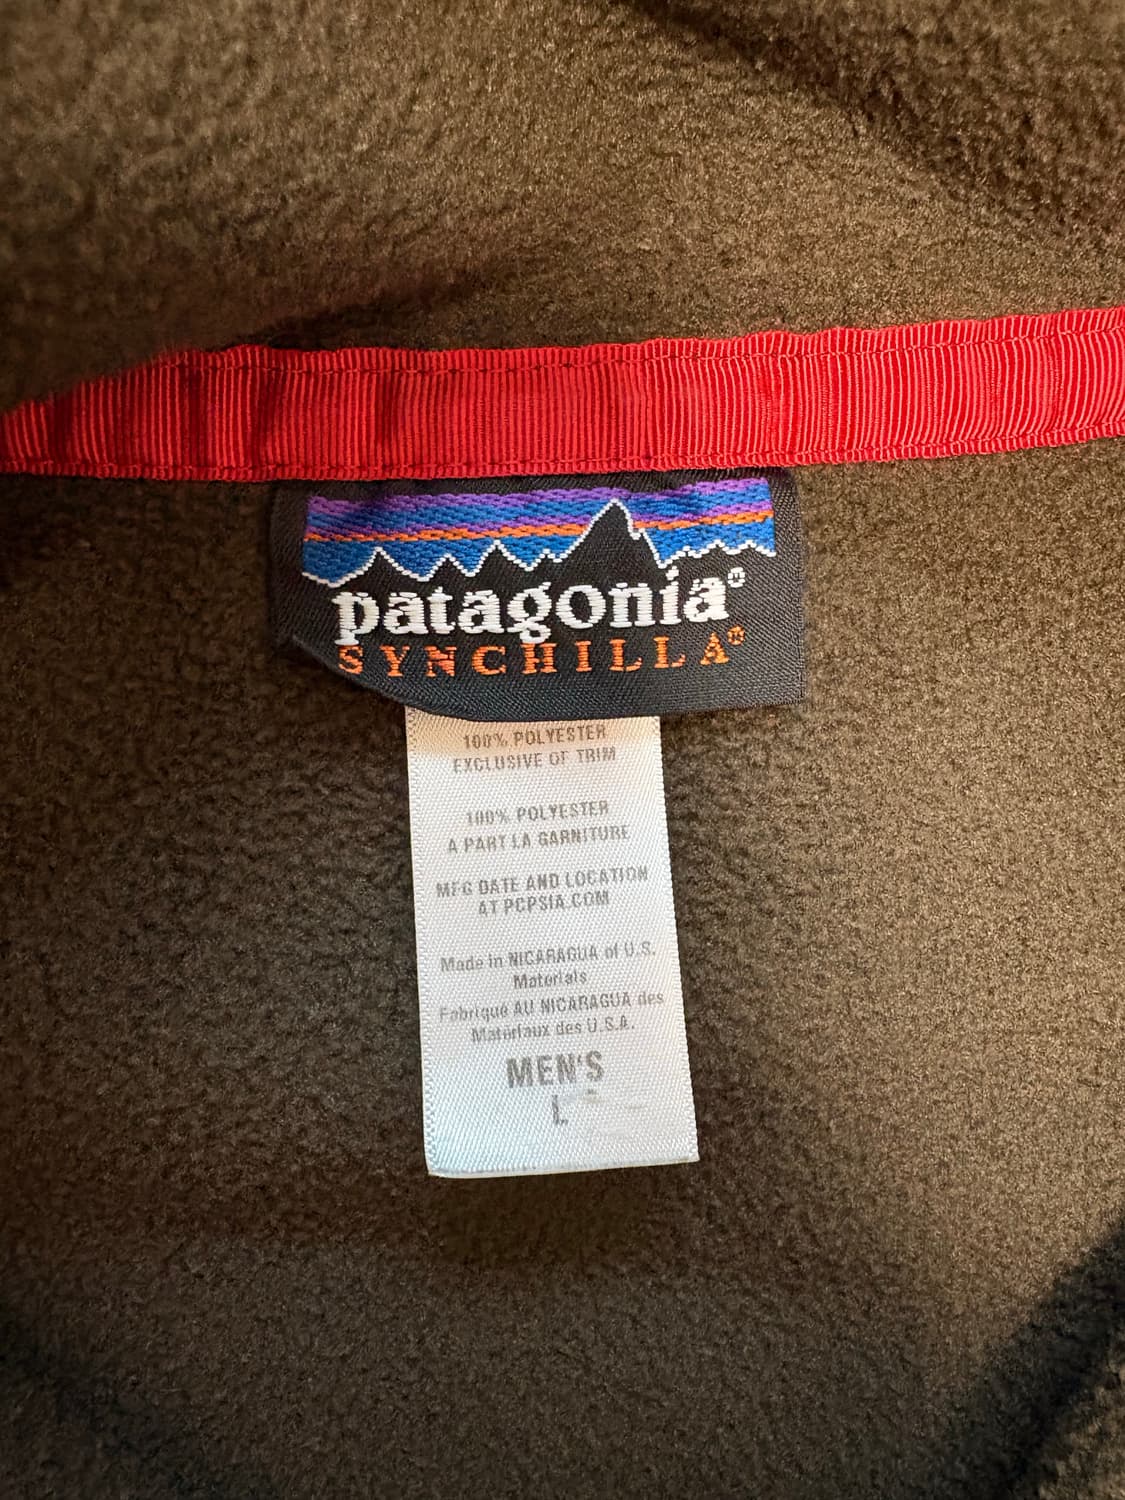 patagonia®
SYNCHILLA®
100% POLYESTER
EXCLUSIVE OF TRIM
100% POLYESTER
A PART LA GARNITURE
MFG DATE AND LOCATION
AT PCPSIA.COM
Made in NICARAGUA of U.S.
Materials
Fabriqué AU NICARAGUA des
Matériaux des U.S.A.
MEN'S
L